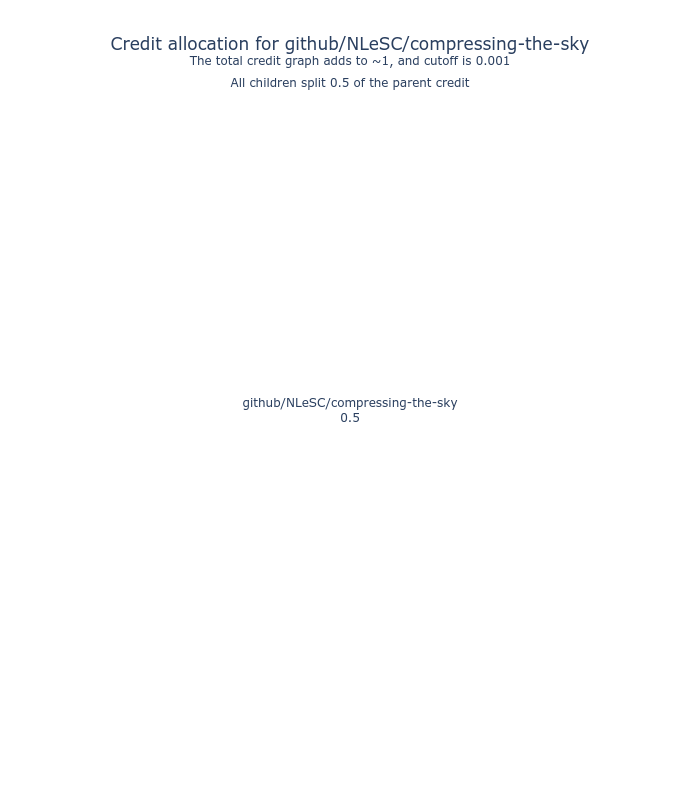 Credit allocation for github/NLeSC/compressing-the-sky
The total credit graph adds to ~1, and cutoff is 0.001
All children split 0.5 of the parent credit
github/NLeSC/compressing-the-sky
0.5